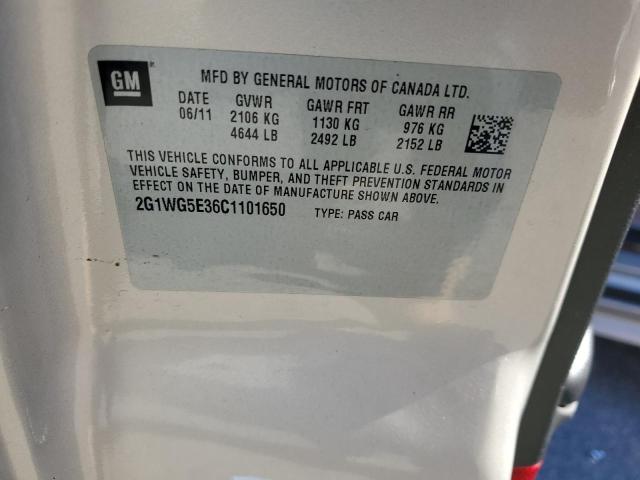 GM
MFD BY GENERAL MOTORS OF CANADA LTD.
DATE GVWR GAWR FRT GAWR RR
06/11 2106 KG 1130 KG 976 KG
4644 LB 2492 LB 2152 LB
THIS VEHICLE CONFORMS TO ALL APPLICABLE U.S. FEDERAL MOTOR
VEHICLE SAFETY, BUMPER, AND THEFT PREVENTION STANDARDS IN
EFFECT ON THE DATE OF MANUFACTURE SHOWN ABOVE.
2G1WG5E36C1101650 TYPE: PASS CAR